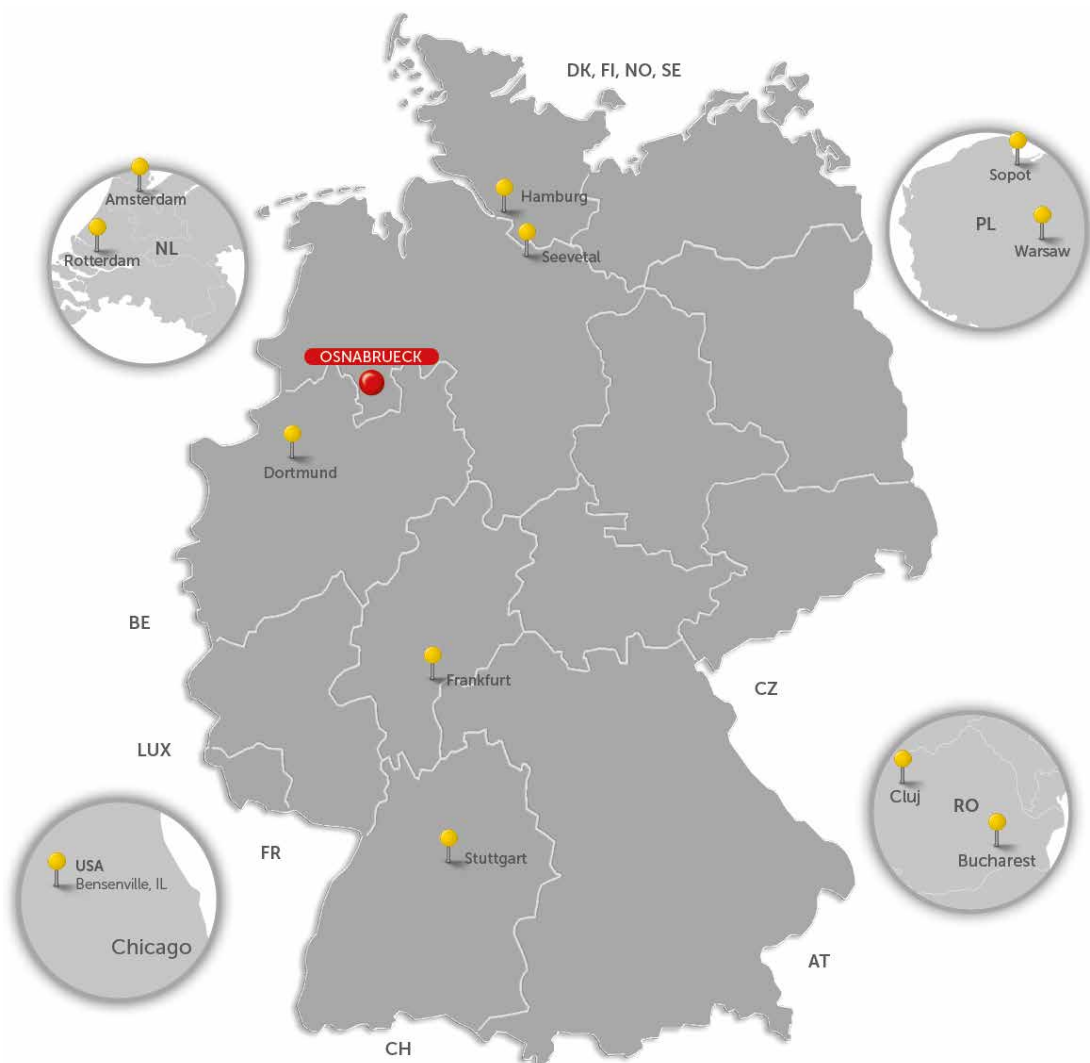 DK, FI, NO, SE
Amsterdam
Rotterdam
NL
Hamburg
Seevetal
Sopot
PL
Warsaw
OSNABRUECK
Dortmund
BE
Frankfurt
CZ
LUX
Cluj
RO
Bucharest
FR
Stuttgart
USA
Bensenville, IL
Chicago
AT
CH